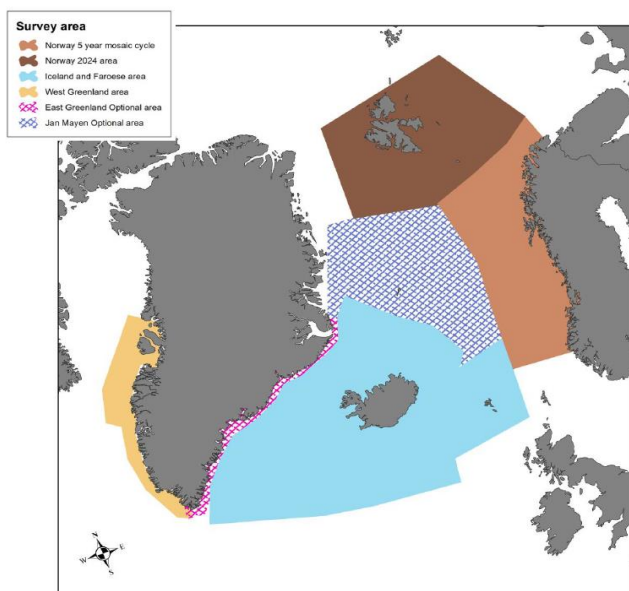 Survey area
Norway 5 year mosaic cycle
Norway 2024 area
Iceland and Faroese area
West Greenland area
East Greenland Optional area
Jan Mayen Optional area
N
W E
S